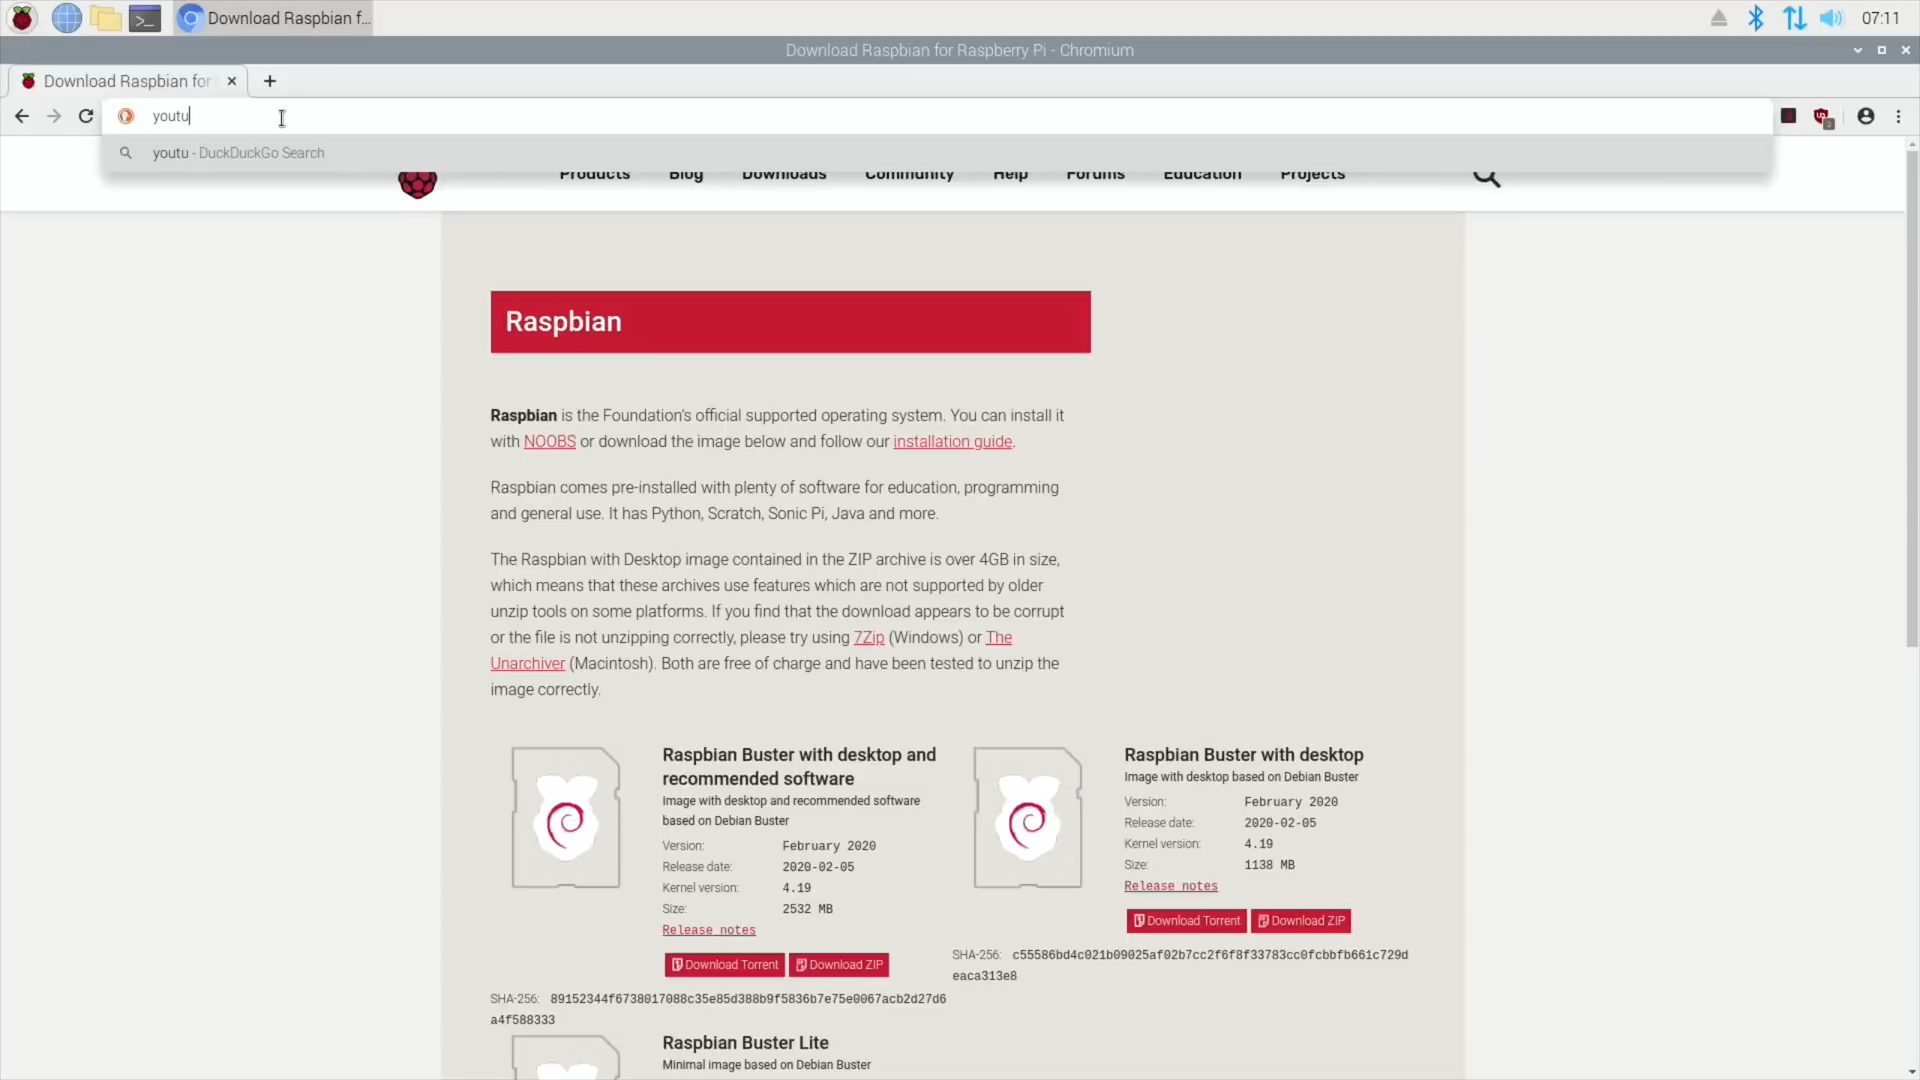 Download Raspbian f...
07:11
Download Raspbian for Raspberry Pi - Chromium
Download Raspbian for
youtu
2
youtu - DuckDuckGo Search
Products Blog Downloads Community Help Forums Education Projects
Raspbian
Raspbian is the Foundation's official supported operating system. You can install it
with NOOBS or download the image below and follow our installation guide.
Raspbian comes pre-installed with plenty of software for education, programming
and general use. It has Python, Scratch, Sonic Pi, Java and more.
The Raspbian with Desktop image contained in the ZIP archive is over 4GB in size,
which means that these archives use features which are not supported by older
unzip tools on some platforms. If you find that the download appears to be corrupt
or the file is not unzipping correctly, please try using 7Zip (Windows) or The
Unarchiver (Macintosh). Both are free of charge and have been tested to unzip the
image correctly.
Raspbian Buster with desktop and
recommended software
Image with desktop and recommended software
based on Debian Buster
Version: February 2020
Release date: 2020-02-05
Kernel version: 4.19
Size: 2532 MB
Release notes
Download Torrent Download ZIP
SHA-256: 89152344f6738017088c35e85d388b9f5836b7e75e0067acb2d27d6
a4f588333
Raspbian Buster with desktop
Image with desktop based on Debian Buster
Version: February 2020
Release date: 2020-02-05
Kernel version: 4.19
Size: 1138 MB
Release notes
Download Torrent Download ZIP
SHA-256: c55586bd4c021b09025af02b7cc2f6f8f33783cc0fcbbfb661c729d
eaca313e8
Raspbian Buster Lite
Minimal image based on Debian Buster